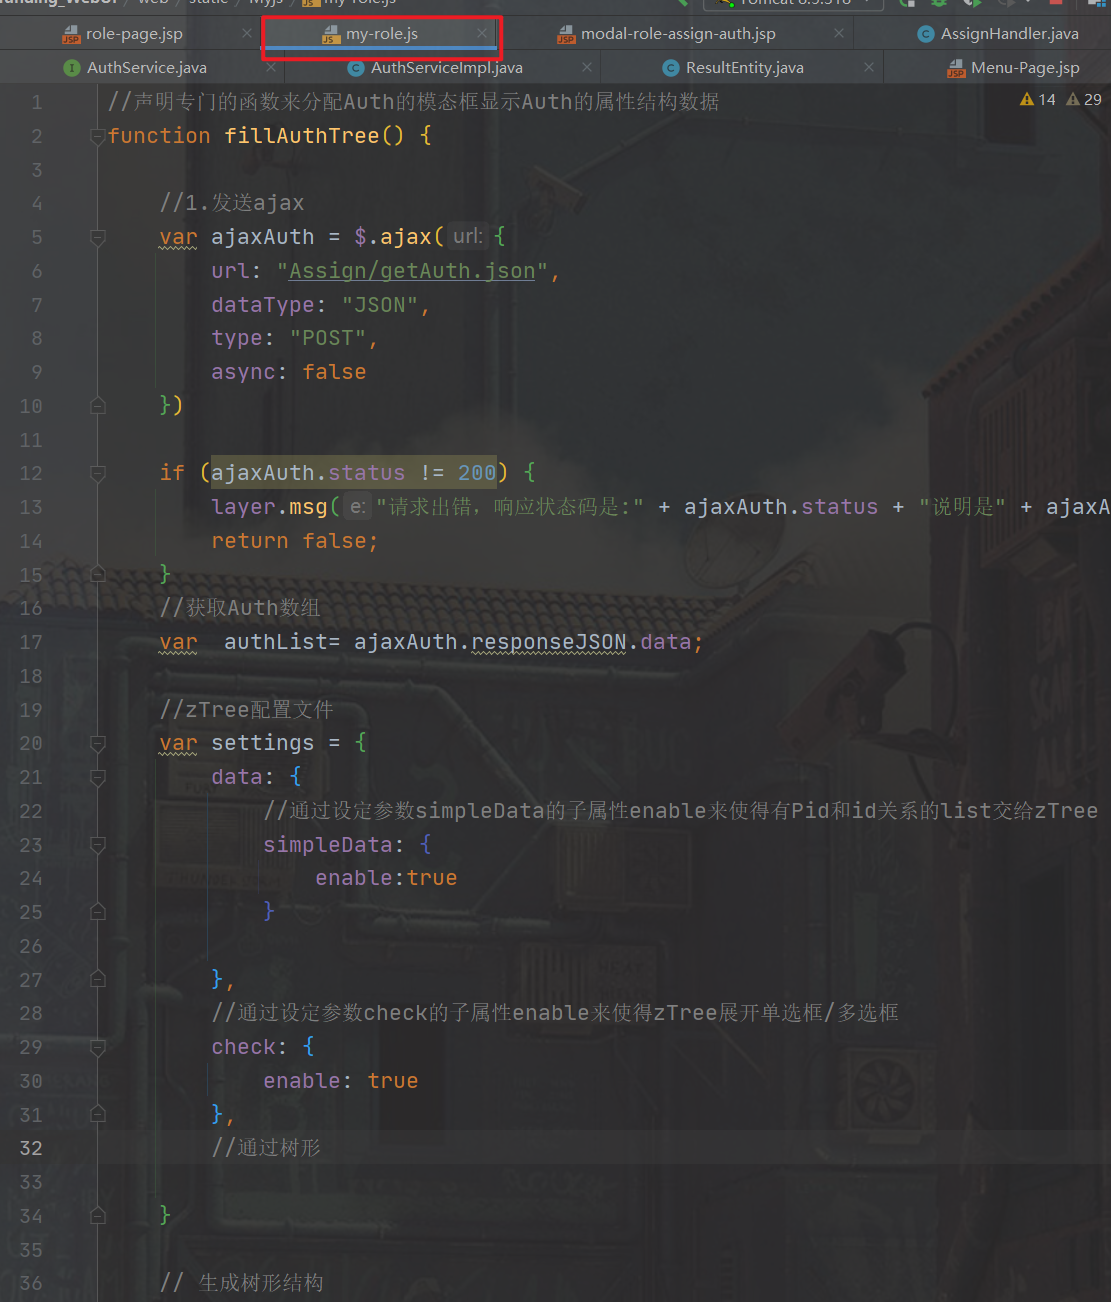 web static Myjs my-role.js Tomcat
role-page.jsp my-role.js modal-role-assign-auth.jsp AssignHandler.java
AuthService.java AuthServiceImpl.java ResultEntity.java Menu-Page.jsp
1 //声明专门的函数来分配Auth的模态框显示Auth的属性结构数据 14 29
2 function fillAuthTree() {
3
4 //1.发送ajax
5 var ajaxAuth = $.ajax( url: {
6 url: "Assign/getAuth.json",
7 dataType: "JSON",
8 type: "POST",
9 async: false
10 })
11
12 if (ajaxAuth.status != 200) {
13 layer.msg( e: "请求出错，响应状态码是:" + ajaxAuth.status + "说明是" + ajaxA
14 return false;
15 }
16 //获取Auth数组
17 var authList= ajaxAuth.responseJSON.data;
18
19 //zTree配置文件
20 var settings = {
21 data: {
22 //通过设定参数simpleData的子属性enable来使得有Pid和id关系的list交给zTree
23 simpleData: {
24 enable:true
25 }
26
27 },
28 //通过设定参数check的子属性enable来使得zTree展开单选框/多选框
29 check: {
30 enable: true
31 },
32 //通过树形
33
34 }
35
36 // 生成树形结构